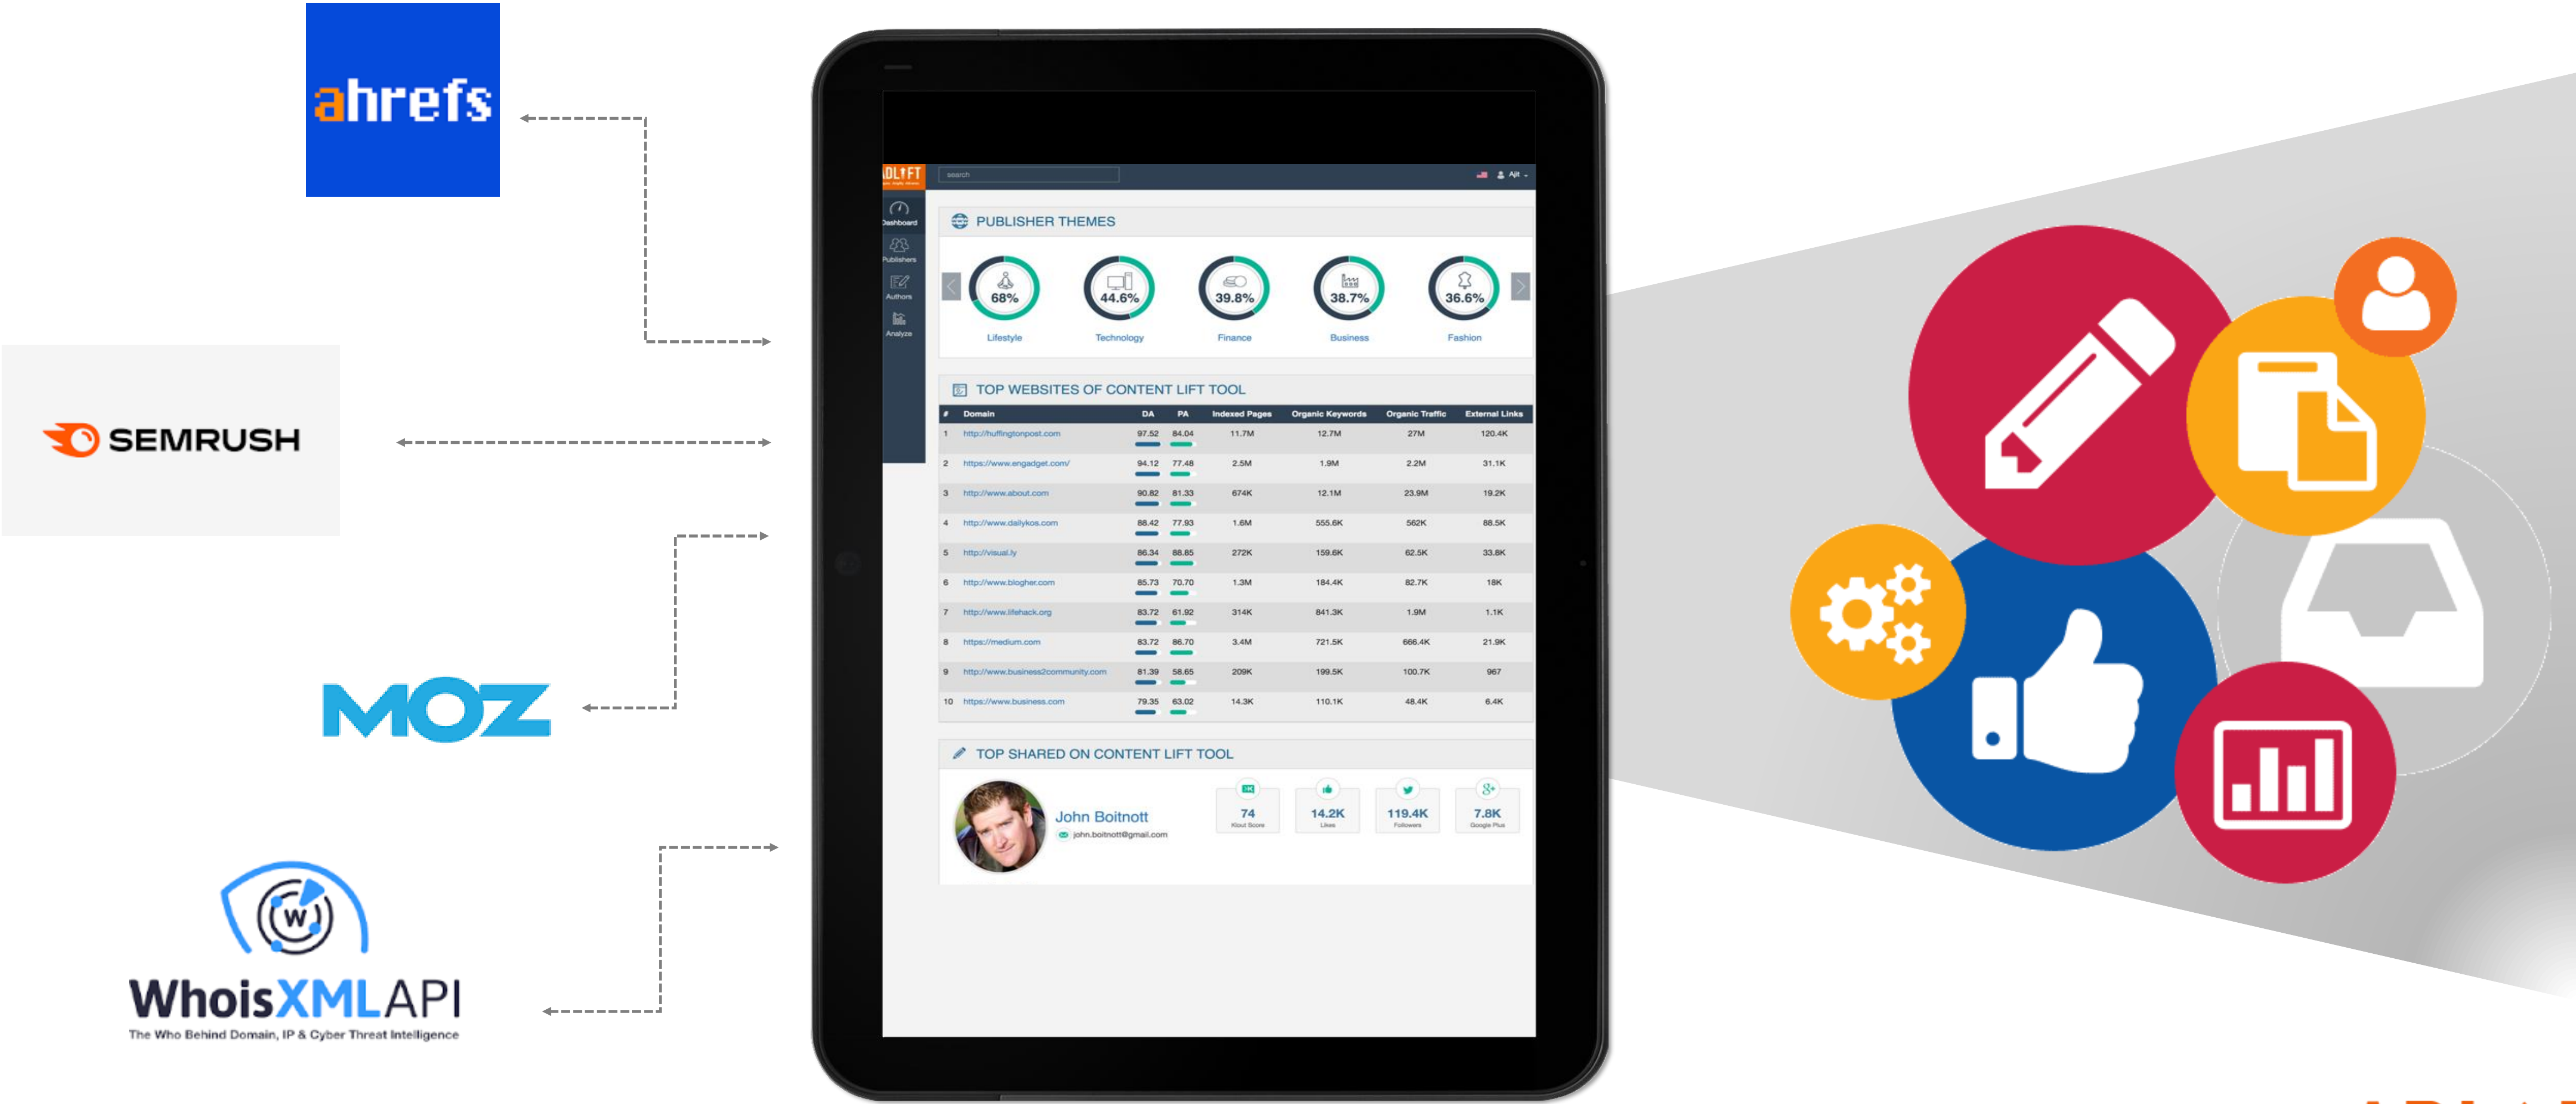 ahrefs
SEMRUSH
MOZ
WhoisXMLAPI
The Who Behind Domain, IP & Cyber Threat Intelligence
search
Ajit
Dashboard
Publishers
Authors
Analyze
PUBLISHER THEMES
68% 44.6% 39.8% 38.7% 36.6%
Lifestyle Technology Finance Business Fashion
TOP WEBSITES OF CONTENT LIFT TOOL
# Domain DA PA Indexed Pages Organic Keywords Organic Traffic External Links
1 http://huffingtonpost.com 97.52 84.04 11.7M 12.7M 27M 120.4K
2 https://www.engadget.com/ 94.12 77.48 2.5M 1.9M 2.2M 31.1K
3 http://www.about.com 90.82 81.33 674K 12.1M 23.9M 19.2K
4 http://www.dailykos.com 88.42 77.93 1.6M 555.6K 562K 88.5K
5 http://visual.ly 86.34 88.85 272K 159.6K 62.5K 33.8K
6 http://www.blogher.com 85.73 70.70 1.3M 184.4K 82.7K 18K
7 http://www.lifehack.org 83.72 61.92 314K 841.3K 1.9M 1.1K
8 https://medium.com 83.72 86.70 3.4M 721.5K 666.4K 21.9K
9 http://www.business2community.com 81.39 58.65 209K 199.5K 100.7K 967
10 https://www.business.com 79.35 63.02 14.3K 110.1K 48.4K 6.4K
TOP SHARED ON CONTENT LIFT TOOL
John Boitnott
john.boitnott@gmail.com
74 14.2K 119.4K 7.8K
Klout Score Likes Followers Google Plus